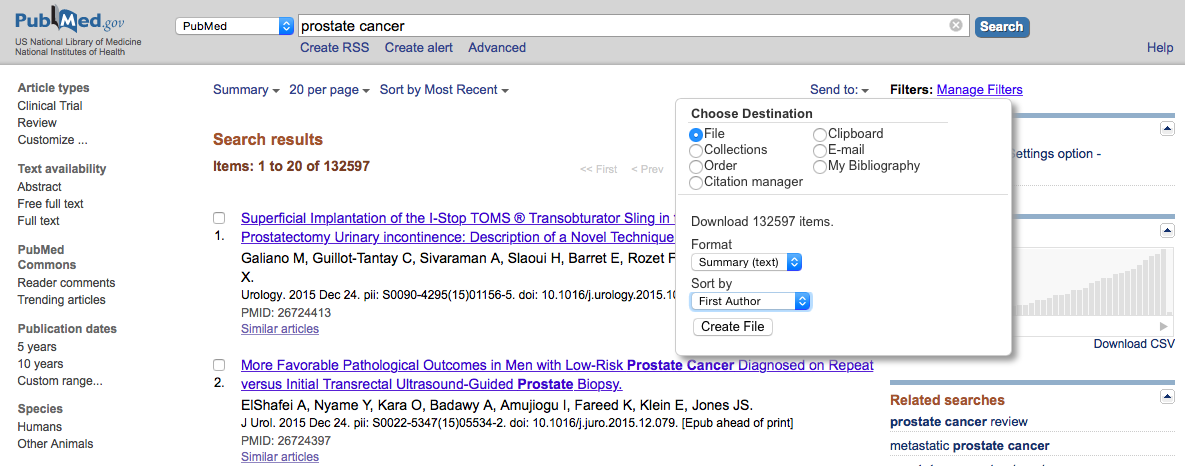 PubMed.gov
US National Library of Medicine
National Institutes of Health
PubMed
prostate cancer
Search
Create RSS Create alert Advanced
Help
Article types
Clinical Trial
Review
Customize ...
Text availability
Abstract
Free full text
Full text
PubMed
Commons
Reader comments
Trending articles
Publication dates
5 years
10 years
Custom range...
Species
Humans
Other Animals
Summary 20 per page Sort by Most Recent
Send to:
Search results
Items: 1 to 20 of 132597
<< First < Prev
Superficial Implantation of the I-Stop TOMS ® Transobturator Sling in
1. Prostatectomy Urinary incontinence: Description of a Novel Technique
Galiano M, Guillot-Tantay C, Sivaraman A, Slaoui H, Barret E, Rozet F
X.
Urology. 2015 Dec 24. pii: S0090-4295(15)01156-5. doi: 10.1016/j.urology.2015.10
PMID: 26724413
Similar articles
More Favorable Pathological Outcomes in Men with Low-Risk Prostate Cancer Diagnosed on Repeat
2. versus Initial Transrectal Ultrasound-Guided Prostate Biopsy.
ElShafei A, Nyame Y, Kara O, Badawy A, Amujiogu I, Fareed K, Klein E, Jones JS.
J Urol. 2015 Dec 24. pii: S0022-5347(15)05534-2. doi: 10.1016/j.juro.2015.12.079. [Epub ahead of print]
PMID: 26724397
Similar articles
Choose Destination
File Clipboard
Collections E-mail
Order My Bibliography
Citation manager
Download 132597 items.
Format
Summary (text)
Sort by
First Author
Create File
Filters: Manage Filters
settings option -
Download CSV
Related searches
prostate cancer review
metastatic prostate cancer